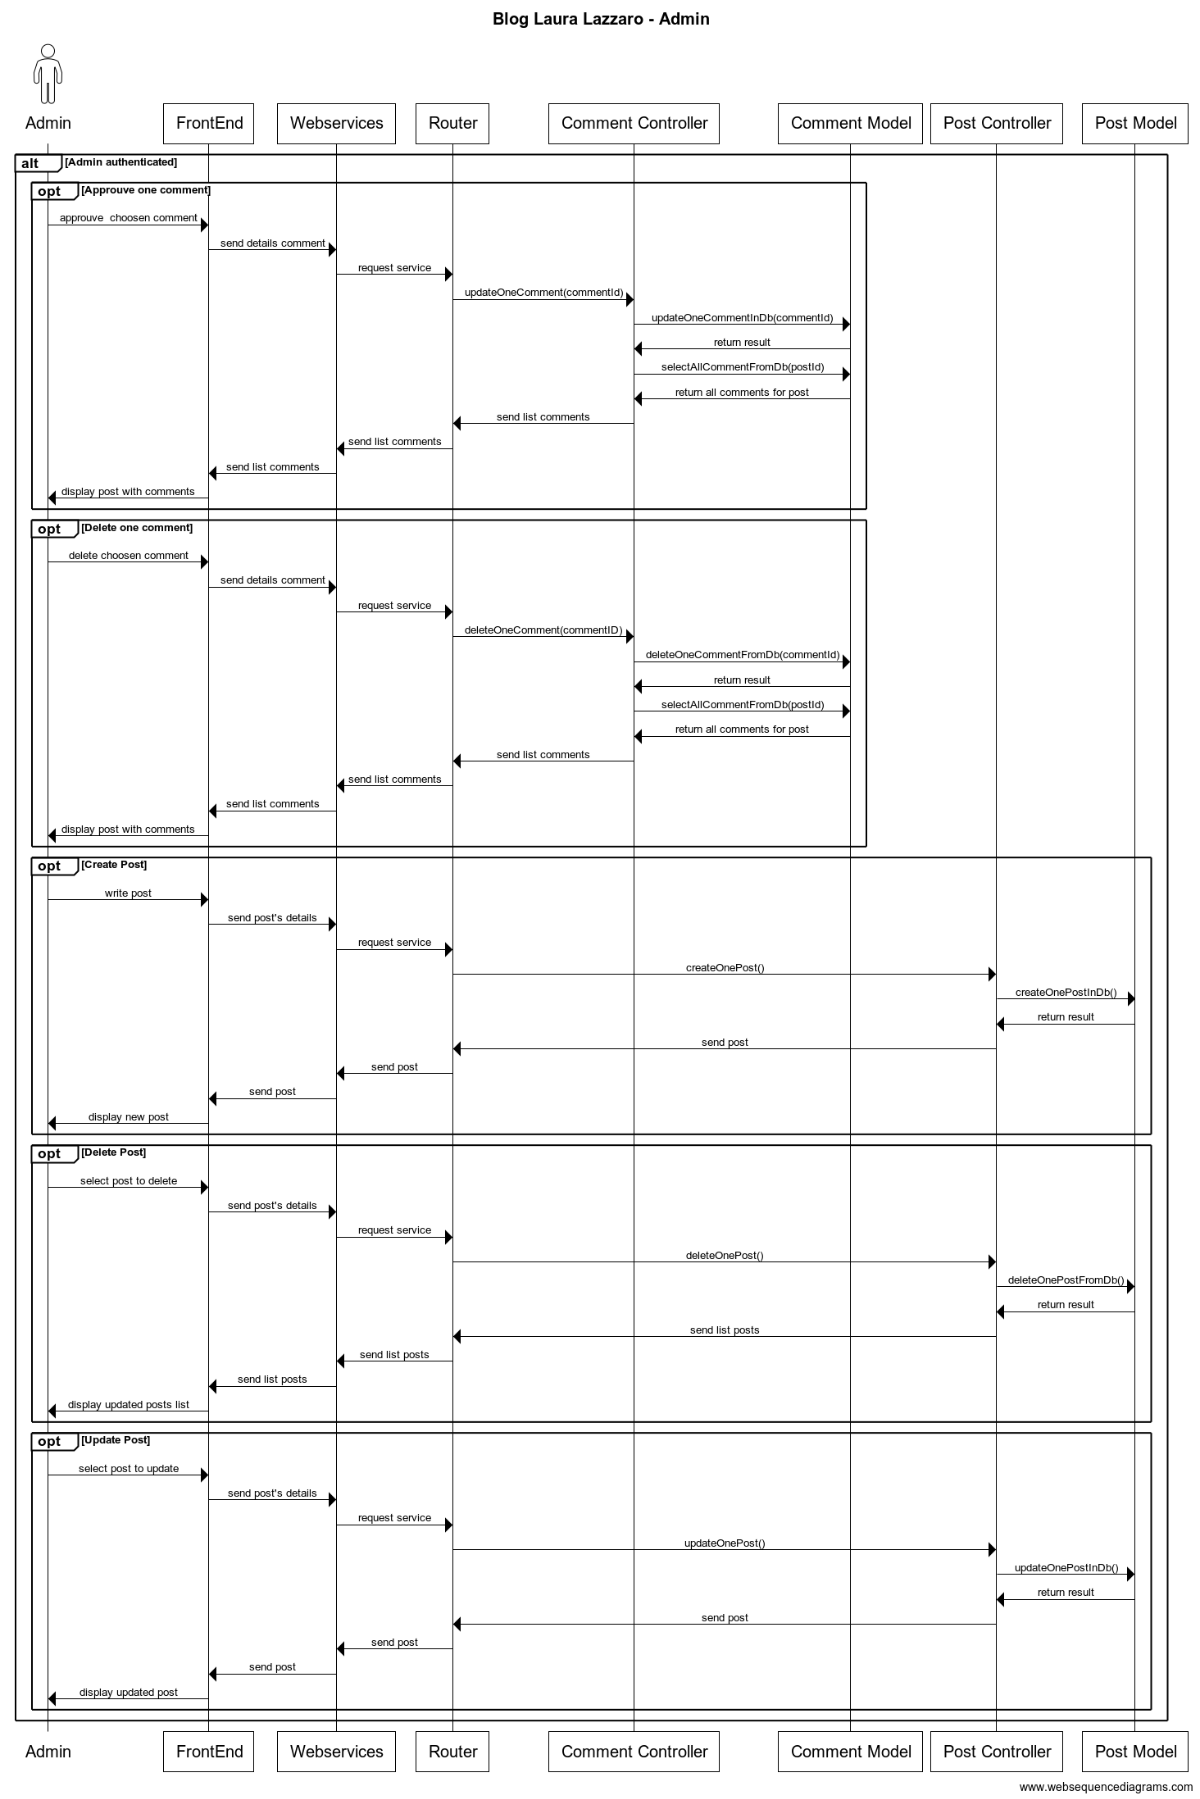 Blog Laura Lazzaro - Admin
Admin
FrontEnd
Webservices
Router
Comment Controller
Comment Model
Post Controller
Post Model
alt
[Admin authenticated]
opt
[Approuve one comment]
approuve  choosen comment
send details comment
request service
updateOneComment(commentId)
updateOneCommentInDb(commentId)
return result
selectAllCommentFromDb(postId)
return all comments for post
send list comments
send list comments
send list comments
display post with comments
opt
[Delete one comment]
delete choosen comment
send details comment
request service
deleteOneComment(commentID)
deleteOneCommentFromDb(commentId)
return result
selectAllCommentFromDb(postId)
return all comments for post
send list comments
send list comments
send list comments
display post with comments
opt
[Create Post]
write post
send post's details
request service
createOnePost()
createOnePostInDb()
return result
send post
send post
send post
display new post
opt
[Delete Post]
select post to delete
send post's details
request service
deleteOnePost()
deleteOnePostFromDb()
return result
send list posts
send list posts
send list posts
display updated posts list
opt
[Update Post]
select post to update
send post's details
request service
updateOnePost()
updateOnePostInDb()
return result
send post
send post
send post
display updated post
Admin
FrontEnd
Webservices
Router
Comment Controller
Comment Model
Post Controller
Post Model
www.websequencediagrams.com